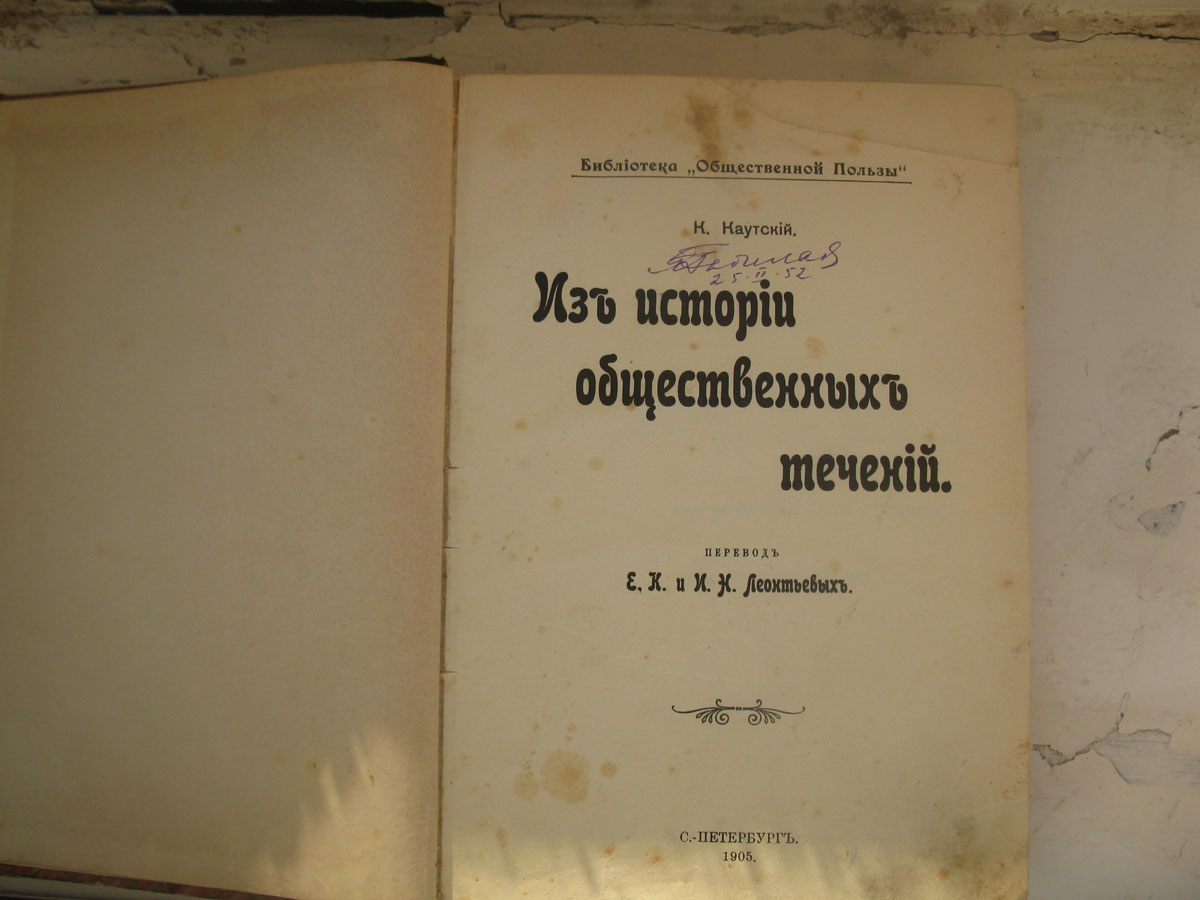 Библіотека „Общественной Пользы“
К. Каутскій.
25·II·52
Изъ исторіи
общественныхъ
теченій.
ПЕРЕВОДЪ
Е. К. и И. Н. Леонтьевыхъ.
С.-ПЕТЕРБУРГЪ.
1905.